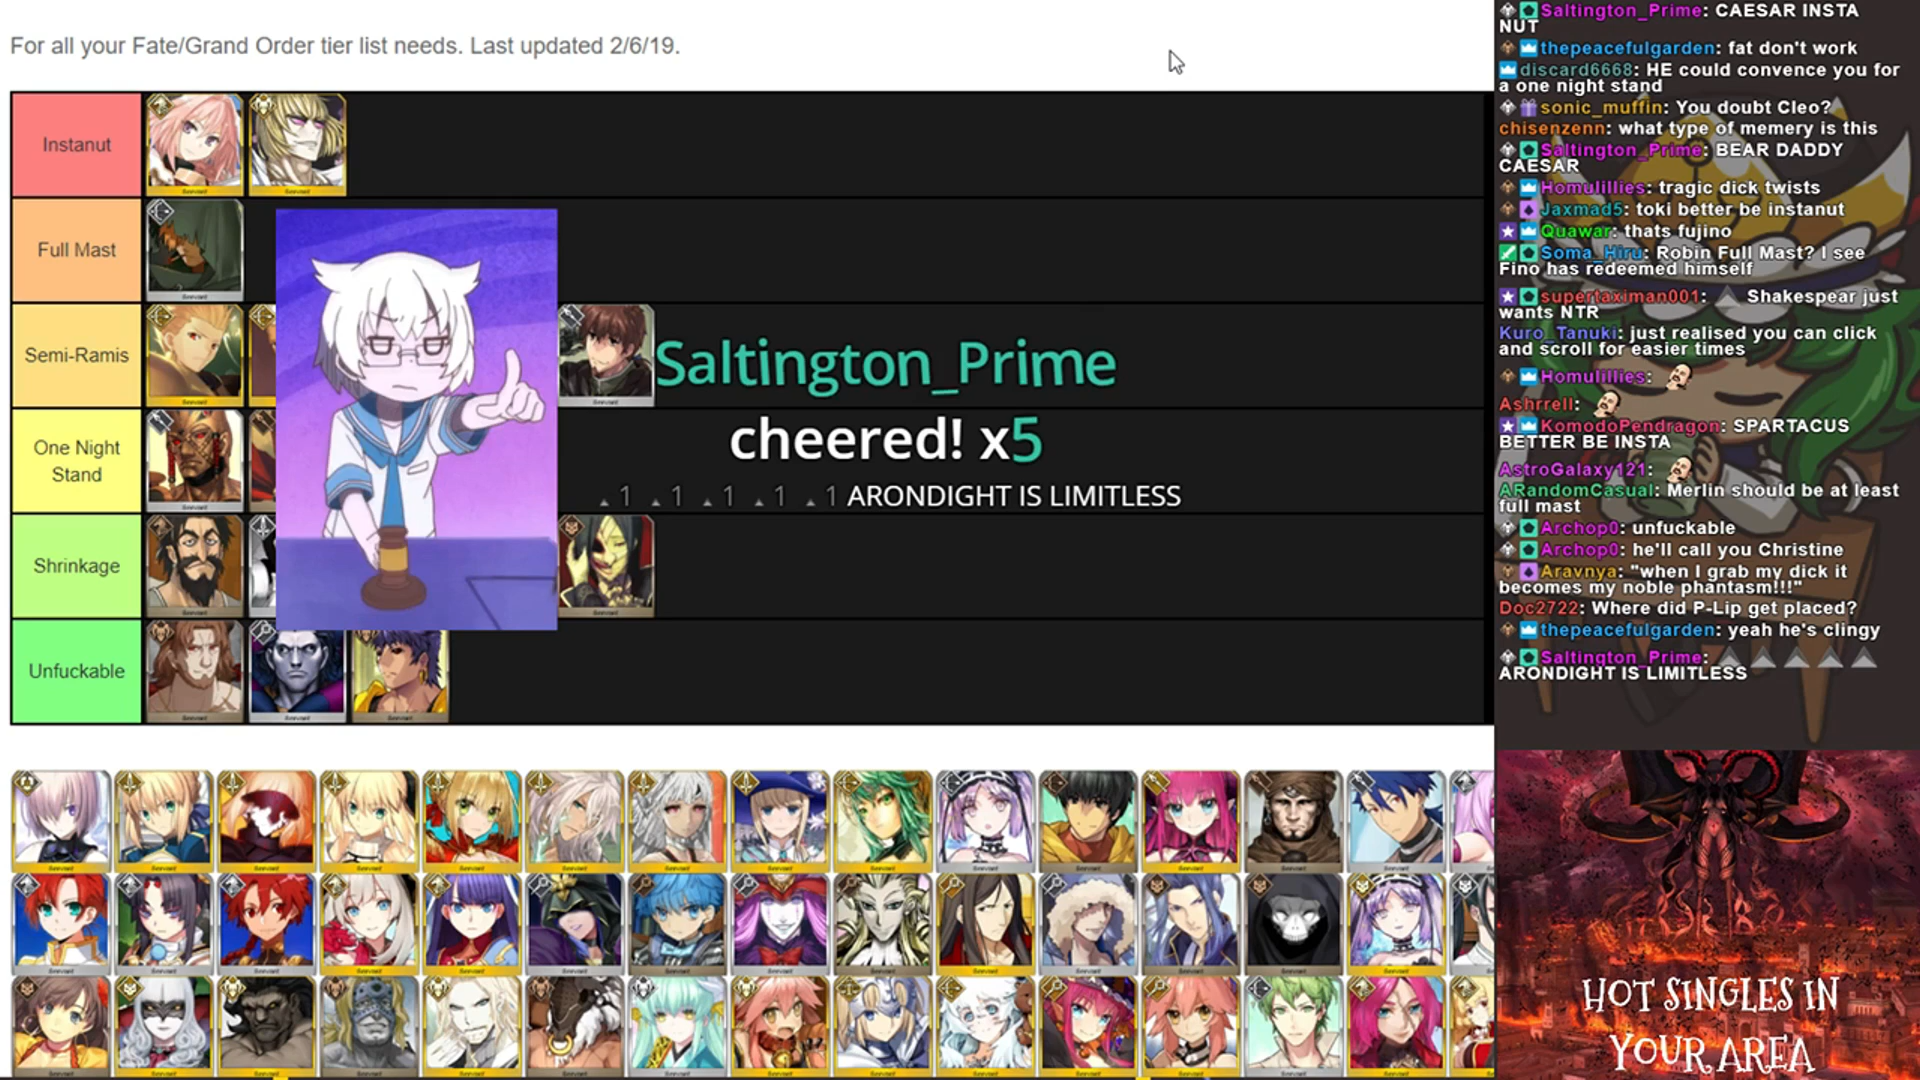 For all your Fate/Grand Order tier list needs. Last updated 2/6/19.
Instanut
Full Mast
Semi-Ramis
One Night
Stand
Shrinkage
Unfuckable
Saltington_Prime
cheered! x5
1 1 1 1 1 ARONDIGHT IS LIMITLESS
Saltington_Prime: CAESAR INSTA
NUT
thepeacefulgarden: fat don't work
discard6668: HE could convence you for
a one night stand
sonic_muffin: You doubt Cleo?
chisenzenn: what type of memery is this
Saltington_Prime: BEAR DADDY
CAESAR
Homulillies: tragic dick twists
Jaxmad5: toki better be instanut
Quawar: thats fujino
Soma_Hiru: Robin Full Mast? I see
Fino has redeemed himself
supertaximan001: Shakespear just
wants NTR
Kuro_Tanuki: just realised you can click
and scroll for easier times
Homulillies:
Ashrrell:
KomodoPendragon: SPARTACUS
BETTER BE INSTA
AstroGalaxy121:
ARandomCasual: Merlin should be at least
full mast
Archop0: unfuckable
Archop0: he'll call you Christine
Aravnya: "when I grab my dick it
becomes my noble phantasm!!!"
Doc2722: Where did P-Lip get placed?
thepeacefulgarden: yeah he's clingy
Saltington_Prime:
ARONDIGHT IS LIMITLESS
HOT SINGLES IN
YOUR AREA